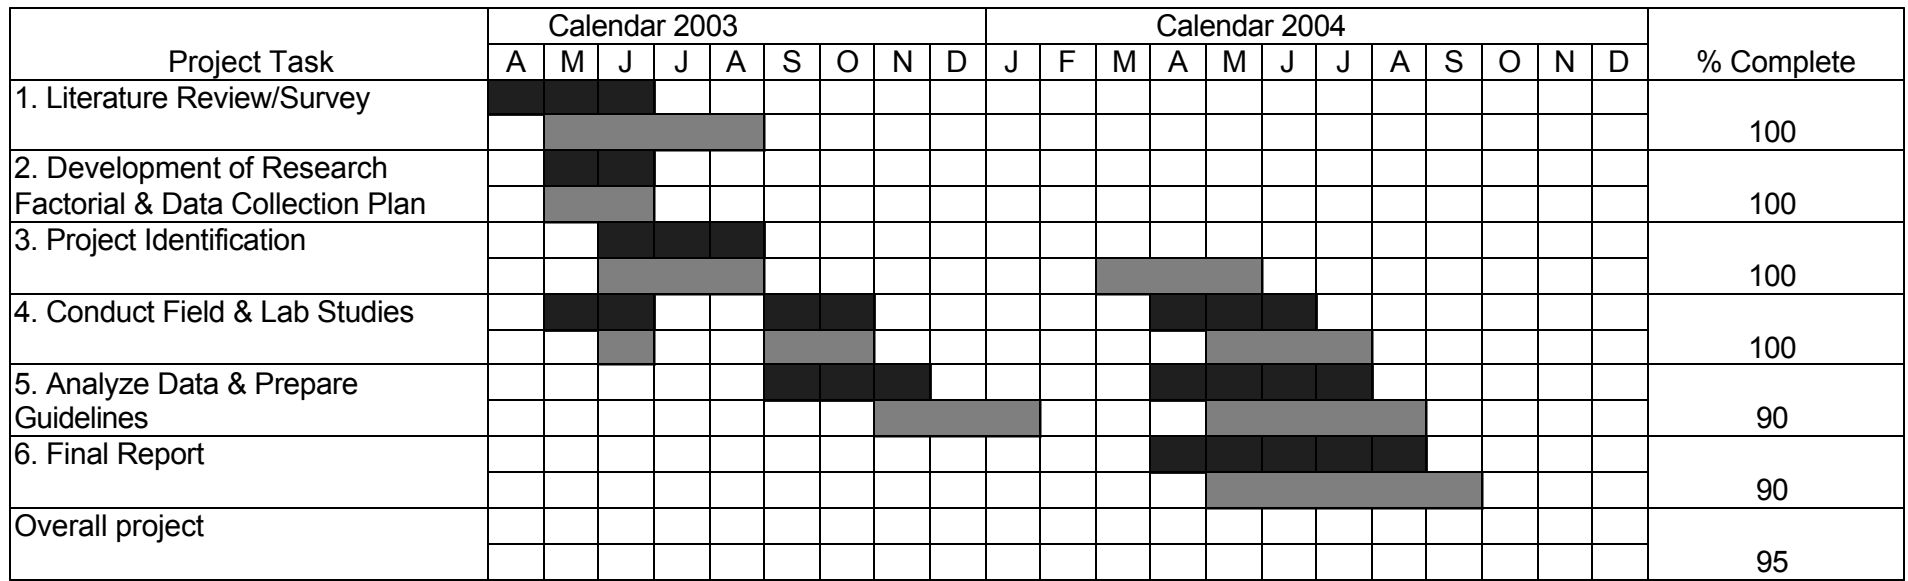 Calendar 2003 Calendar 2004
Project Task A M J J A S O N D J F M A M J J A S O N D % Complete
1. Literature Review/Survey
100
2. Development of Research
Factorial & Data Collection Plan 100
3. Project Identification
100
4. Conduct Field & Lab Studies
100
5. Analyze Data & Prepare
Guidelines 90
6. Final Report
90
Overall project
95